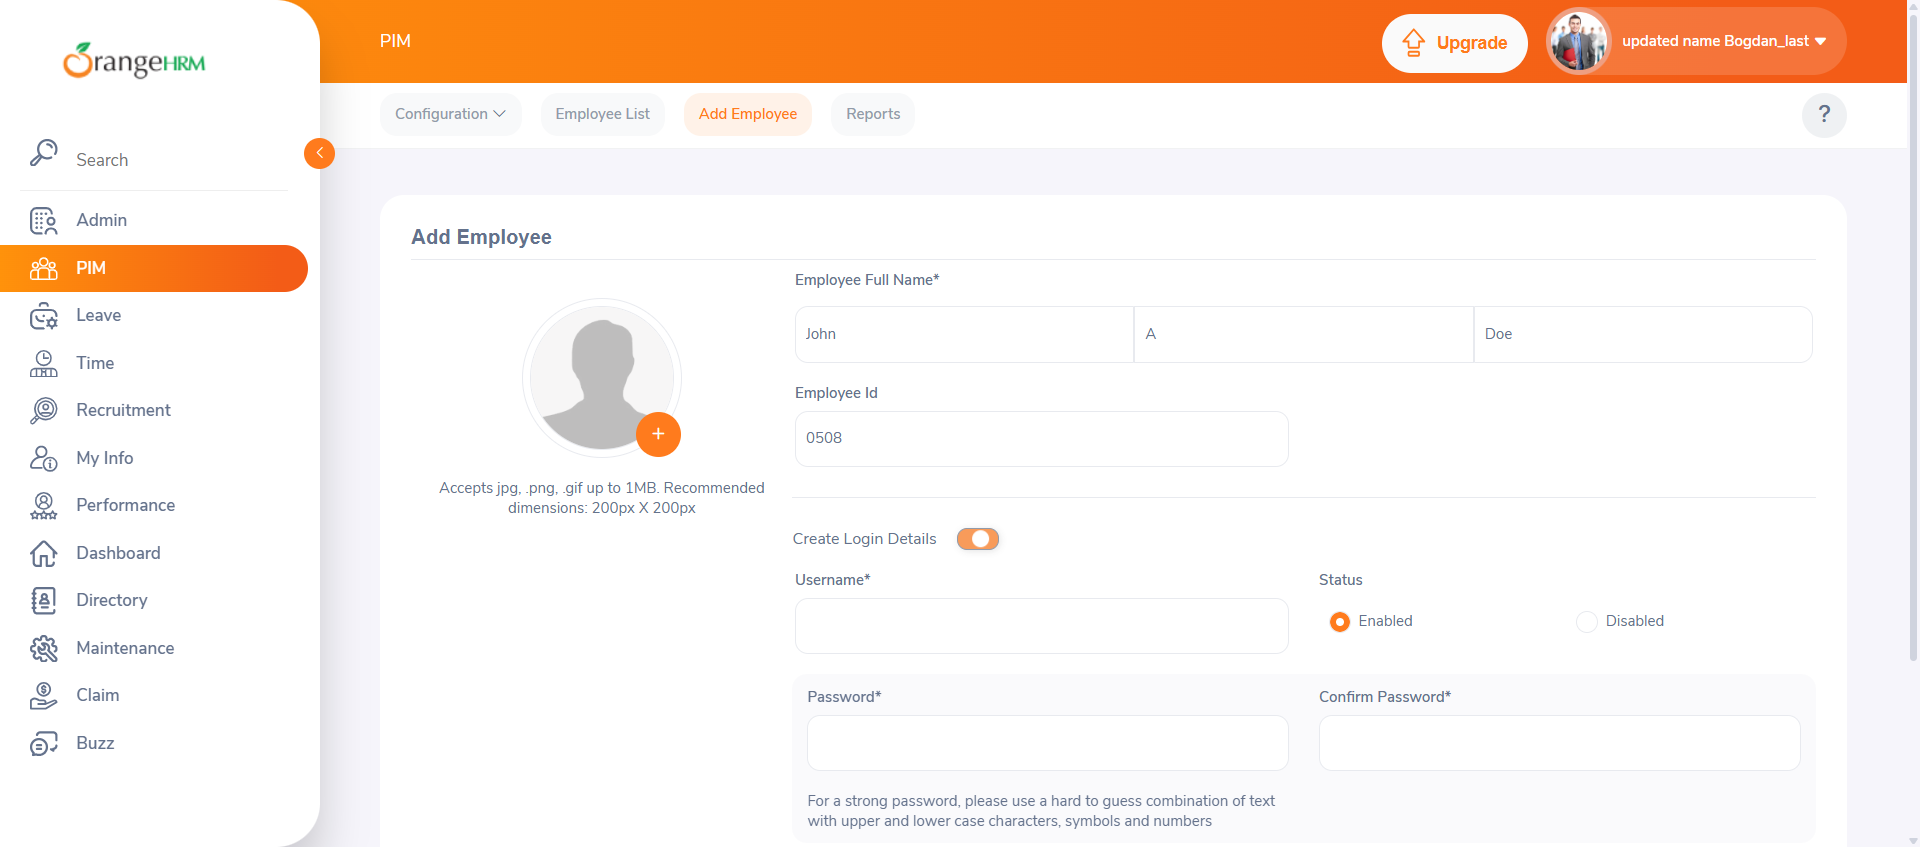 OrangeHRM
PIM
Upgrade
updated name Bogdan_last
Configuration
Employee List
Add Employee
Reports
?
Search
Admin
PIM
Leave
Time
Recruitment
My Info
Performance
Dashboard
Directory
Maintenance
Claim
Buzz
Add Employee
Accepts jpg, .png, .gif up to 1MB. Recommended
dimensions: 200px X 200px
Employee Full Name*
John A Doe
Employee Id
0508
Create Login Details
Username* Status
Enabled Disabled
Password* Confirm Password*
For a strong password, please use a hard to guess combination of text
with upper and lower case characters, symbols and numbers